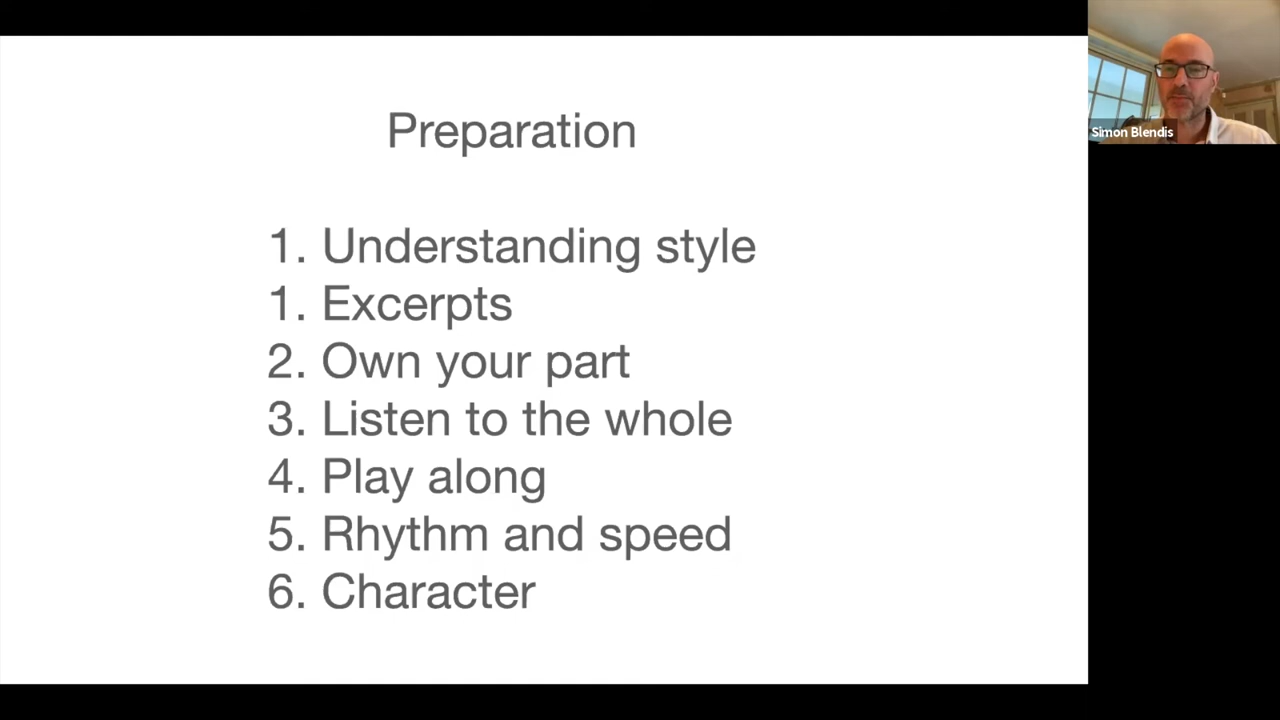 Preparation
1. Understanding style
1. Excerpts
2. Own your part
3. Listen to the whole
4. Play along
5. Rhythm and speed
6. Character
Simon Blendis